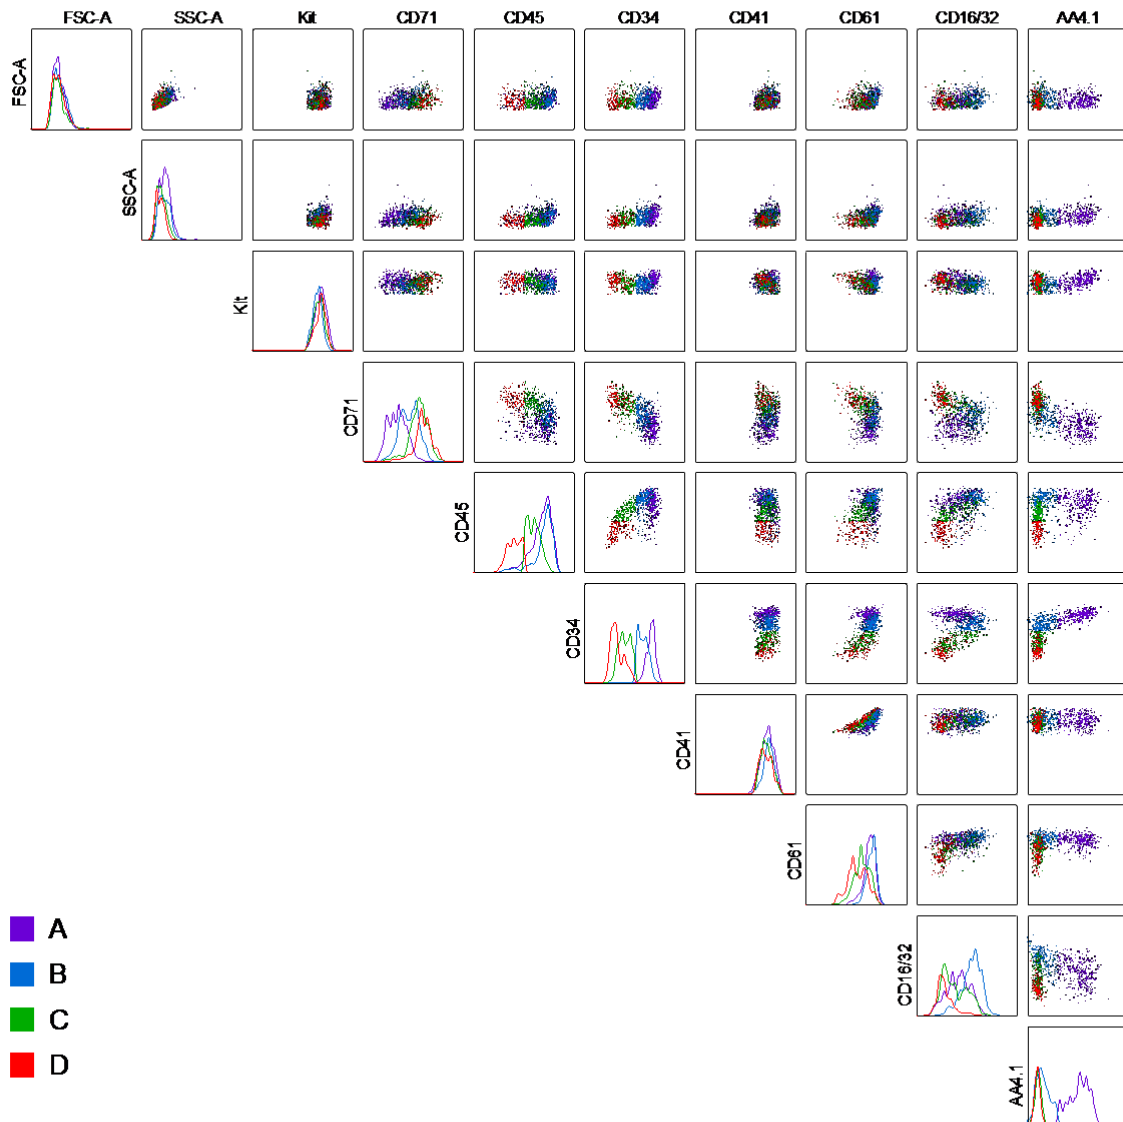 FSC-A SSC-A Kit CD71 CD45 CD34 CD41 CD61 CD16/32 AA4.1
FSC-A
SSC-A
Kit
CD71
CD45
CD34
CD41
CD61
CD16/32
AA4.1
A
B
C
D